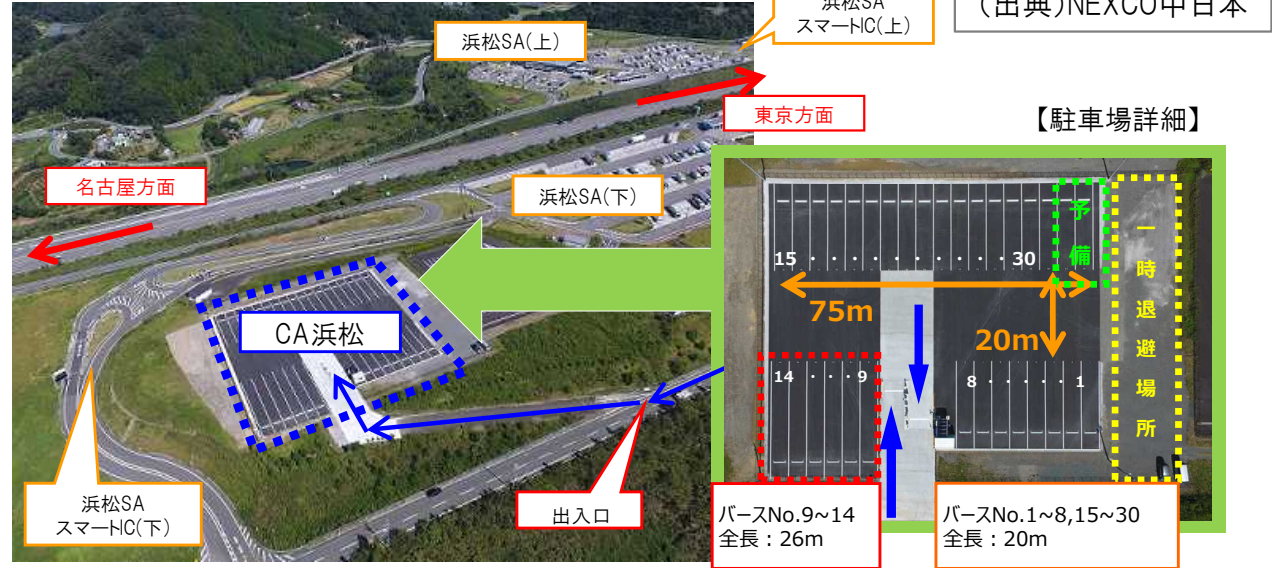 浜松SA
スマートIC(上)
(出典)NEXCO中日本
浜松SA(上)
東京方面
【駐車場詳細】
名古屋方面
浜松SA(下)
CA浜松
浜松SA
スマートIC(下)
出入口
予備
一時退避場所
15・・・・・・・・・・30
75m
20m
14・・・9
8・・・・・1
バースNo.9~14
全長：26m
バースNo.1~8,15~30
全長：20m